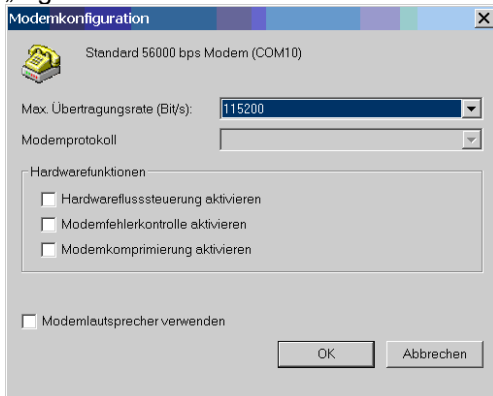 Modemkonfiguration
Standard 56000 bps Modem (COM10)
Max. Übertragungsrate (Bit/s): 115200
Modemprotokoll
Hardwarefunktionen
Hardwareflusssteuerung aktivieren
Modemfehlerkontrolle aktivieren
Modemkomprimierung aktivieren
Modemlautsprecher verwenden
OK Abbrechen